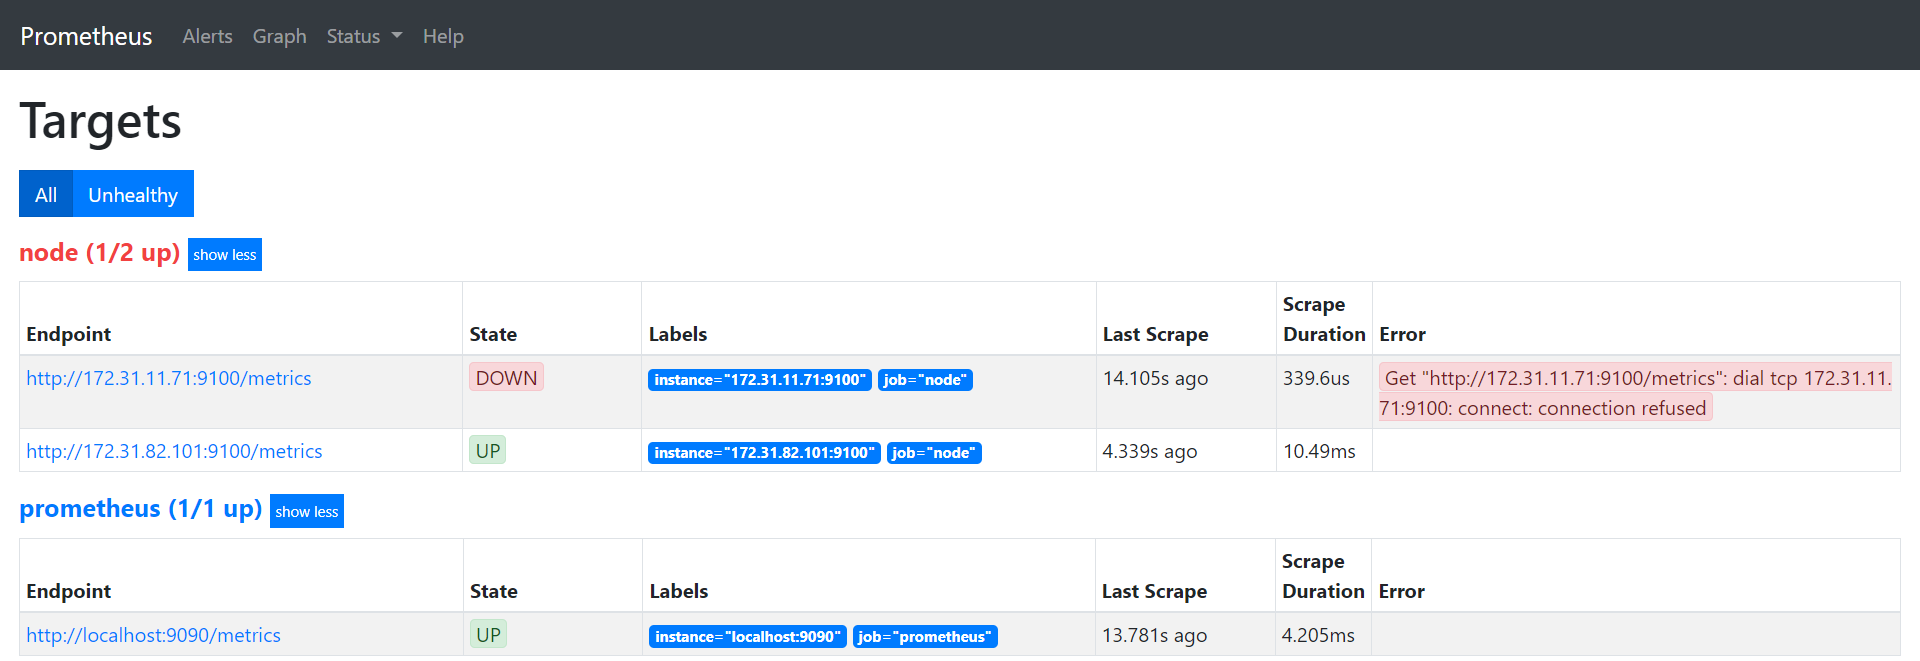 Prometheus Alerts Graph Status Help
Targets
All Unhealthy
node (1/2 up) show less
Endpoint State Labels Last Scrape Scrape Duration Error
http://172.31.11.71:9100/metrics DOWN instance="172.31.11.71:9100" job="node" 14.105s ago 339.6us Get "http://172.31.11.71:9100/metrics": dial tcp 172.31.11.
71:9100: connect: connection refused
http://172.31.82.101:9100/metrics UP instance="172.31.82.101:9100" job="node" 4.339s ago 10.49ms
prometheus (1/1 up) show less
Endpoint State Labels Last Scrape Scrape Duration Error
http://localhost:9090/metrics UP instance="localhost:9090" job="prometheus" 13.781s ago 4.205ms